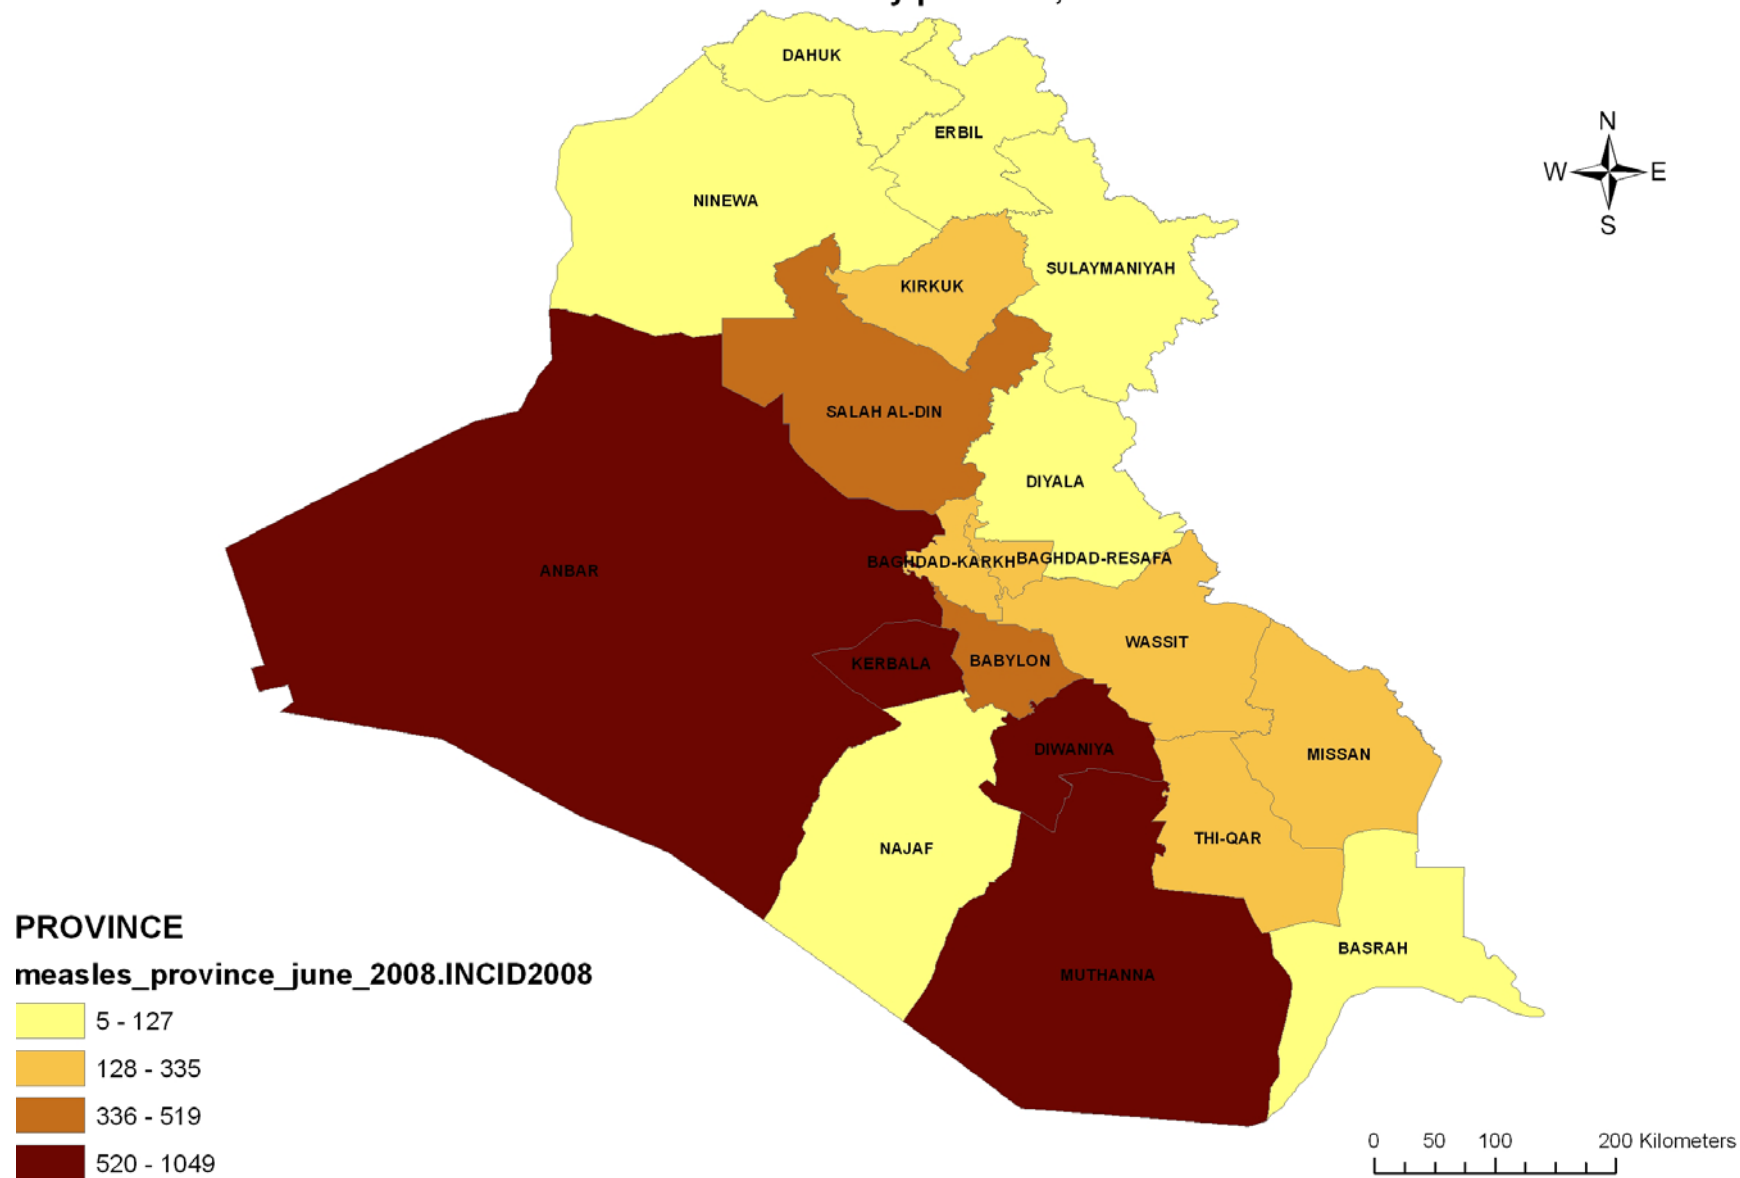 DAHUK
ERBIL
N
W E
S
NINEWA
SULAYMANIYAH
KIRKUK
SALAH AL-DIN
DIYALA
BAGHDAD-KARKH
BAGHDAD-RESAFA
ANBAR
WASSIT
KERBALA
BABYLON
DIWANIYA
MISSAN
THI-QAR
NAJAF
BASRAH
MUTHANNA
PROVINCE
measles_province_june_2008.INCID2008
5 - 127
128 - 335
336 - 519
520 - 1049
0 50 100 200 Kilometers